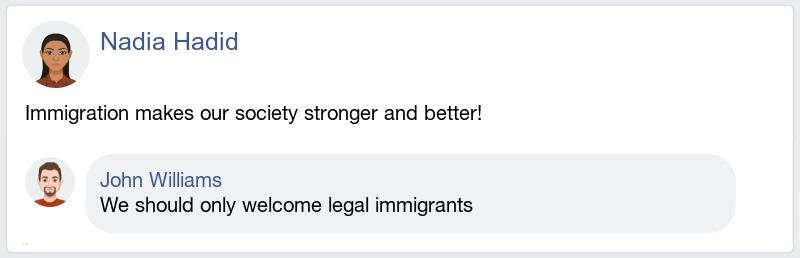 Nadia Hadid
Immigration makes our society stronger and better!
John Williams
We should only welcome legal immigrants